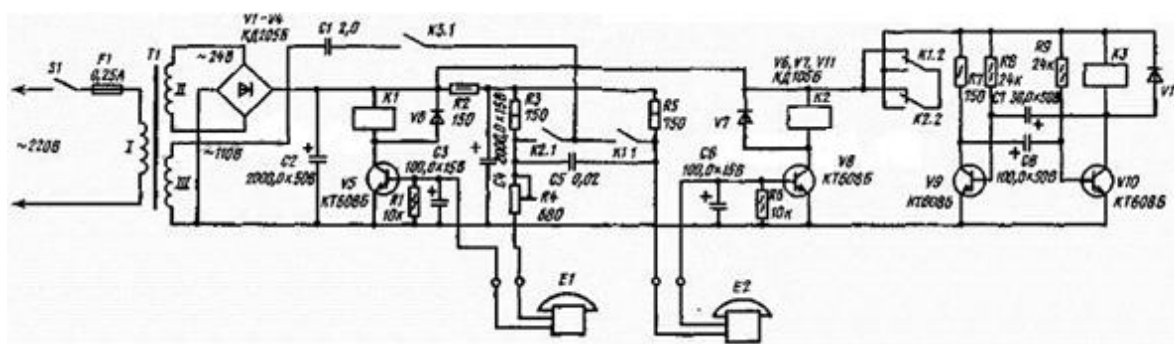 V1-V4
КД105В
C1 2,0
K3.1
S1
F1
0,25А
T1
~24В
II
I
III
~220В
~110В
C2
2000,0×50В
K1
V6
R2
150
C3
100,0×15В
V5
КТ608Б
R1
10к
C4
2000,0×15В
R3
150
K2.1
C5 0,02
R4
680
K1.1
R5
150
E1
E2
V7
C6
100,0×15В
V6, V7, V11
КД105В
K2
V8
КТ608Б
R6
10к
K1.2
K2.2
R7
150
R8
24к
R9
24к
K3
C7 30,0×50В
C8
100,0×50В
V9
КТ608Б
V10
КТ608Б